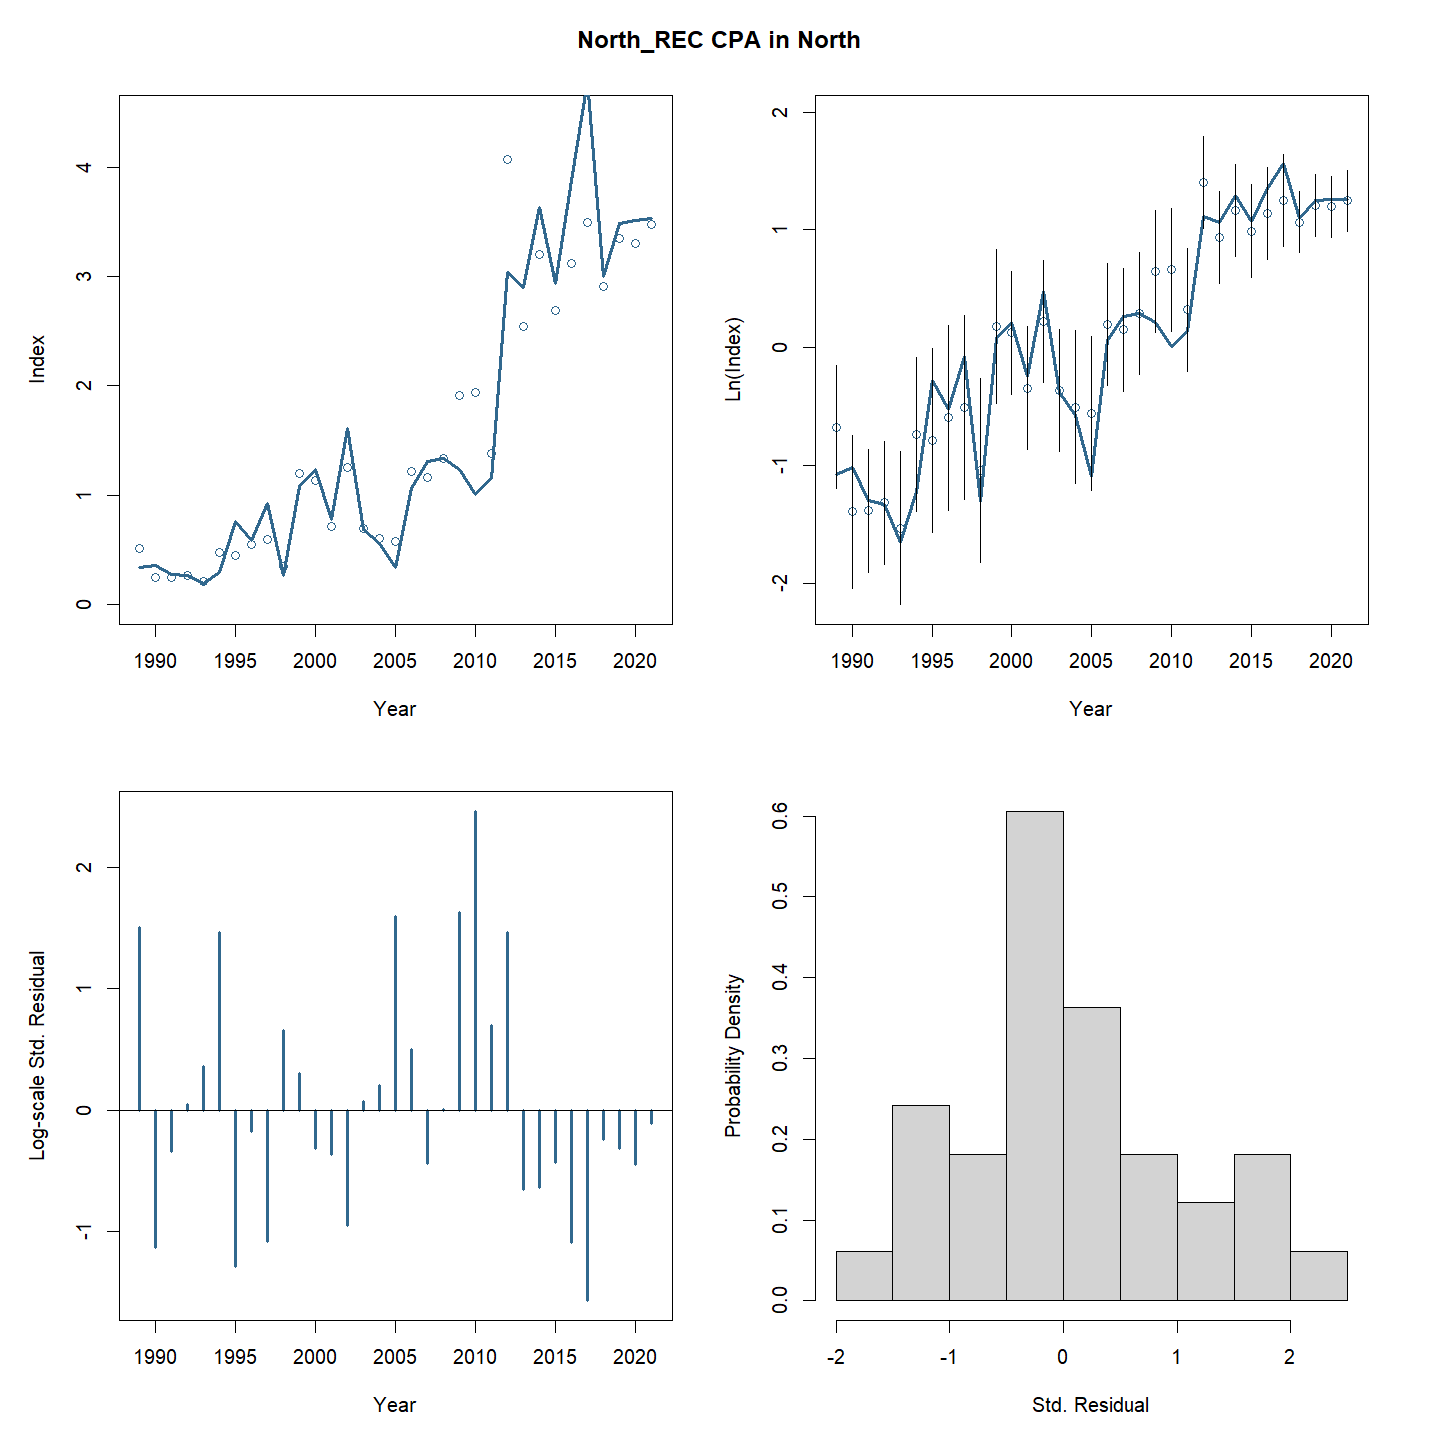 North_REC CPA in North
Index
0 1 2 3 4
1990 1995 2000 2005 2010 2015 2020
Year
Ln(Index)
-2 -1 0 1 2
1990 1995 2000 2005 2010 2015 2020
Year
Log-scale Std. Residual
-1 0 1 2
1990 1995 2000 2005 2010 2015 2020
Year
Probability Density
0.0 0.1 0.2 0.3 0.4 0.5 0.6
-2 -1 0 1 2
Std. Residual